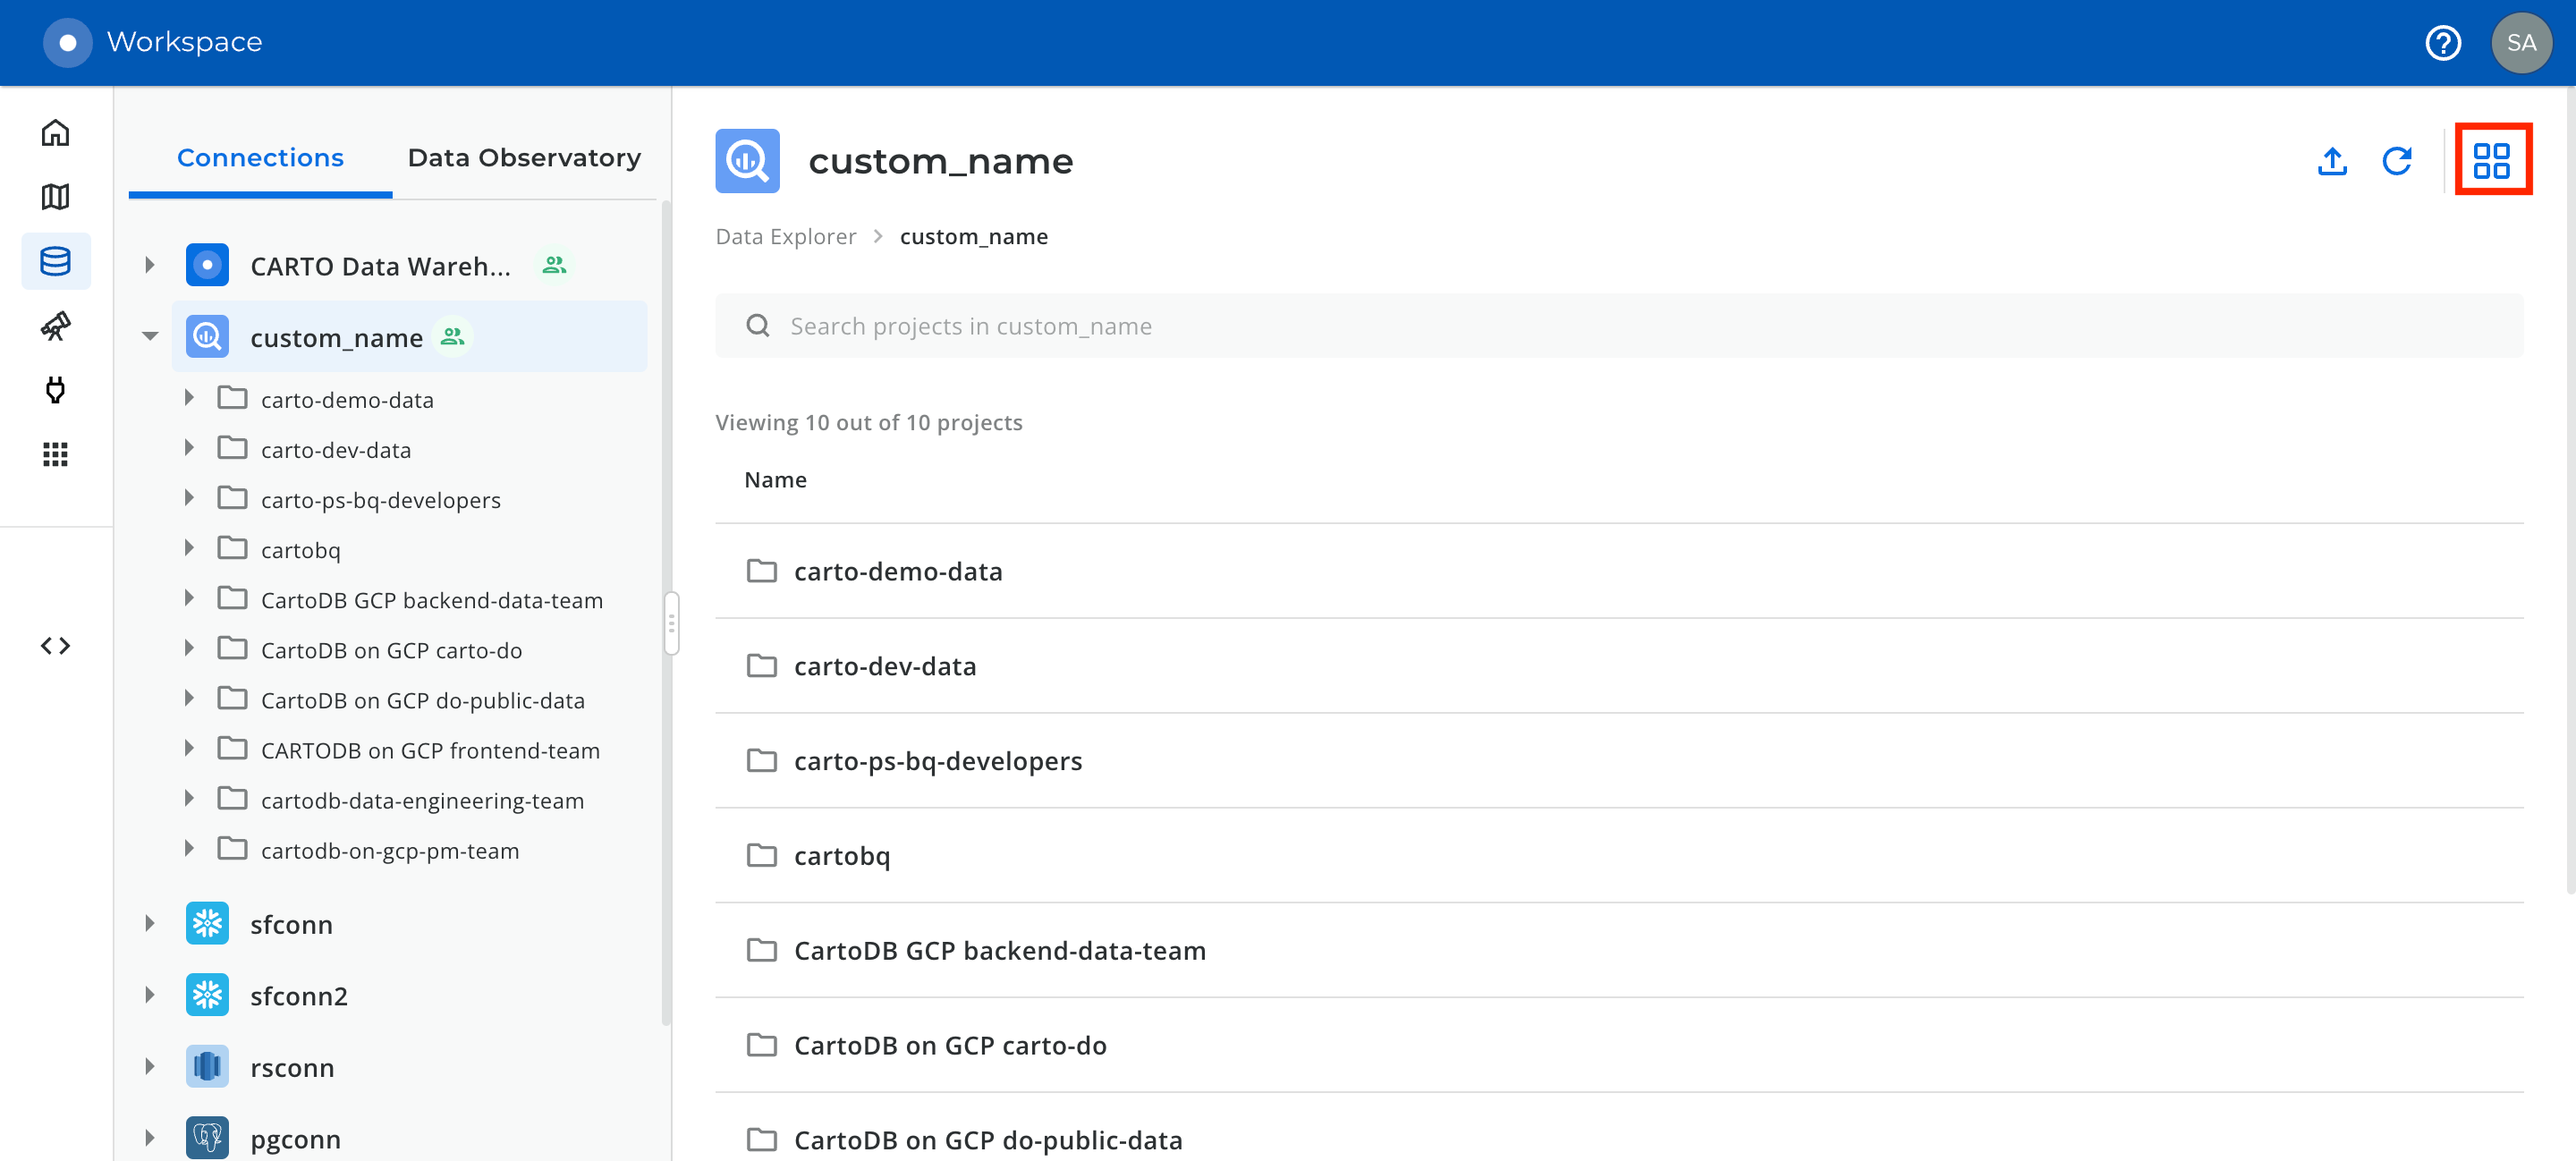 Workspace
SA
Connections
Data Observatory
CARTO Data Wareh...
custom_name
carto-demo-data
carto-dev-data
carto-ps-bq-developers
cartobq
CartoDB GCP backend-data-team
CartoDB on GCP carto-do
CartoDB on GCP do-public-data
CARTODB on GCP frontend-team
cartodb-data-engineering-team
cartodb-on-gcp-pm-team
sfconn
sfconn2
rsconn
pgconn
custom_name
Data Explorer > custom_name
Search projects in custom_name
Viewing 10 out of 10 projects
Name
carto-demo-data
carto-dev-data
carto-ps-bq-developers
cartobq
CartoDB GCP backend-data-team
CartoDB on GCP carto-do
CartoDB on GCP do-public-data